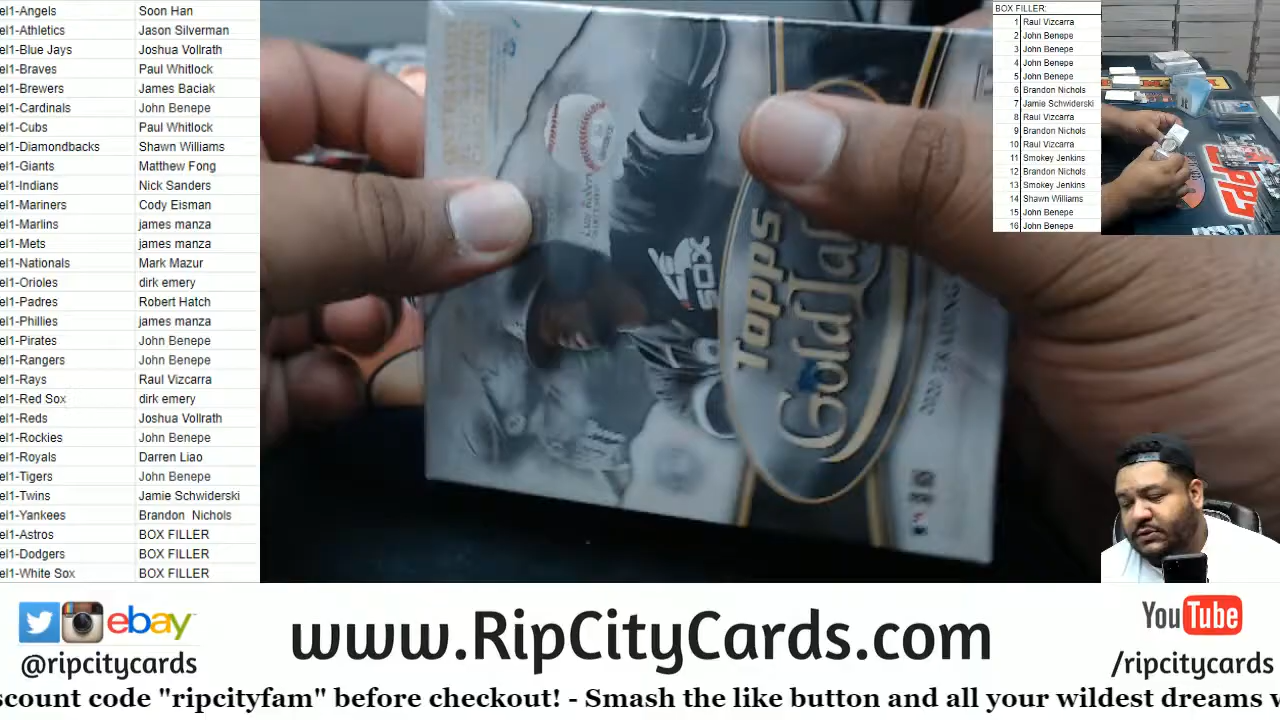 el1-Angels Soon Han
el1-Athletics Jason Silverman
el1-Blue Jays Joshua Vollrath
el1-Braves Paul Whitlock
el1-Brewers James Baciak
el1-Cardinals John Benepe
el1-Cubs Paul Whitlock
el1-Diamondbacks Shawn Williams
el1-Giants Matthew Fong
el1-Indians Nick Sanders
el1-Mariners Cody Eisman
el1-Marlins james manza
el1-Mets james manza
el1-Nationals Mark Mazur
el1-Orioles dirk emery
el1-Padres Robert Hatch
el1-Phillies james manza
el1-Pirates John Benepe
el1-Rangers John Benepe
el1-Rays Raul Vizcarra
el1-Red Sox dirk emery
el1-Reds Joshua Vollrath
el1-Rockies John Benepe
el1-Royals Darren Liao
el1-Tigers John Benepe
el1-Twins Jamie Schwiderski
el1-Yankees Brandon Nichols
el1-Astros BOX FILLER
el1-Dodgers BOX FILLER
el1-White Sox BOX FILLER
SOX
Topps
Gold La
BOX FILLER:
1 Raul Vizcarra
2 John Benepe
3 John Benepe
4 John Benepe
5 John Benepe
6 Brandon Nichols
7 Jamie Schwiderski
8 Raul Vizcarra
9 Brandon Nichols
10 Raul Vizcarra
11 Smokey Jenkins
12 Brandon Nichols
13 Smokey Jenkins
14 Shawn Williams
15 John Benepe
16 John Benepe
ebay
@ripcitycards
www.RipCityCards.com
YouTube
/ripcitycards
scount code "ripcityfam" before checkout! - Smash the like button and all your wildest dreams w